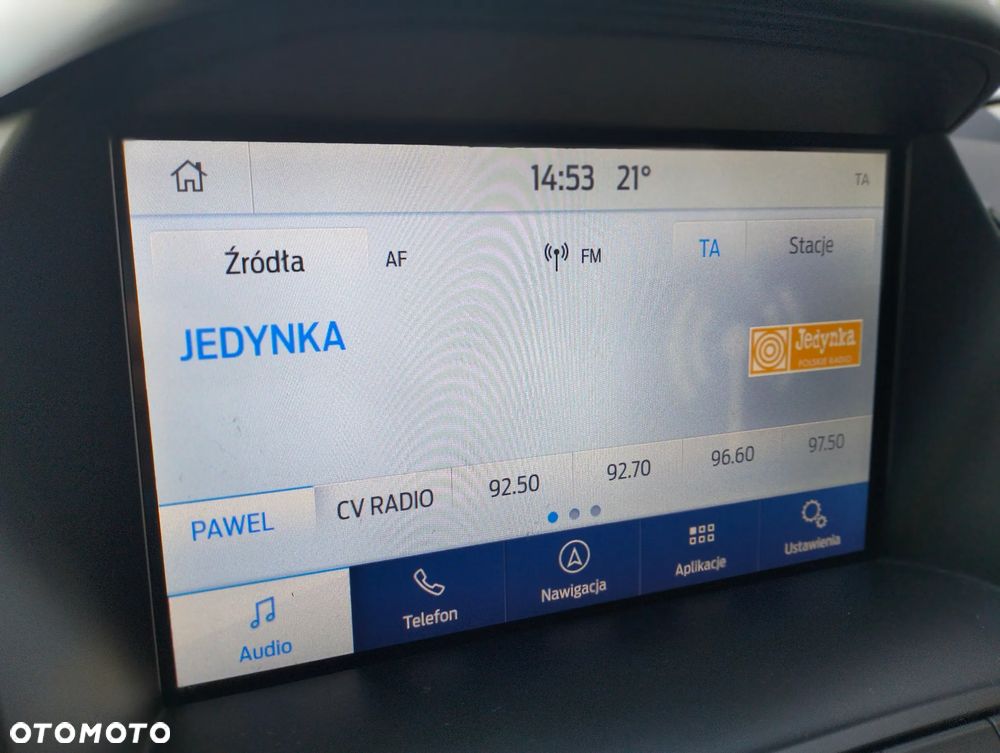 14:53 21°
TA
Źródła
AF
FM
TA
Stacje
JEDYNKA
Jedynka
POLSKIE RADIO
PAWEL
CV RADIO
92.50
92.70
96.60
97.50
Audio
Telefon
Nawigacja
Aplikacje
Ustawienia
OTOMOTO